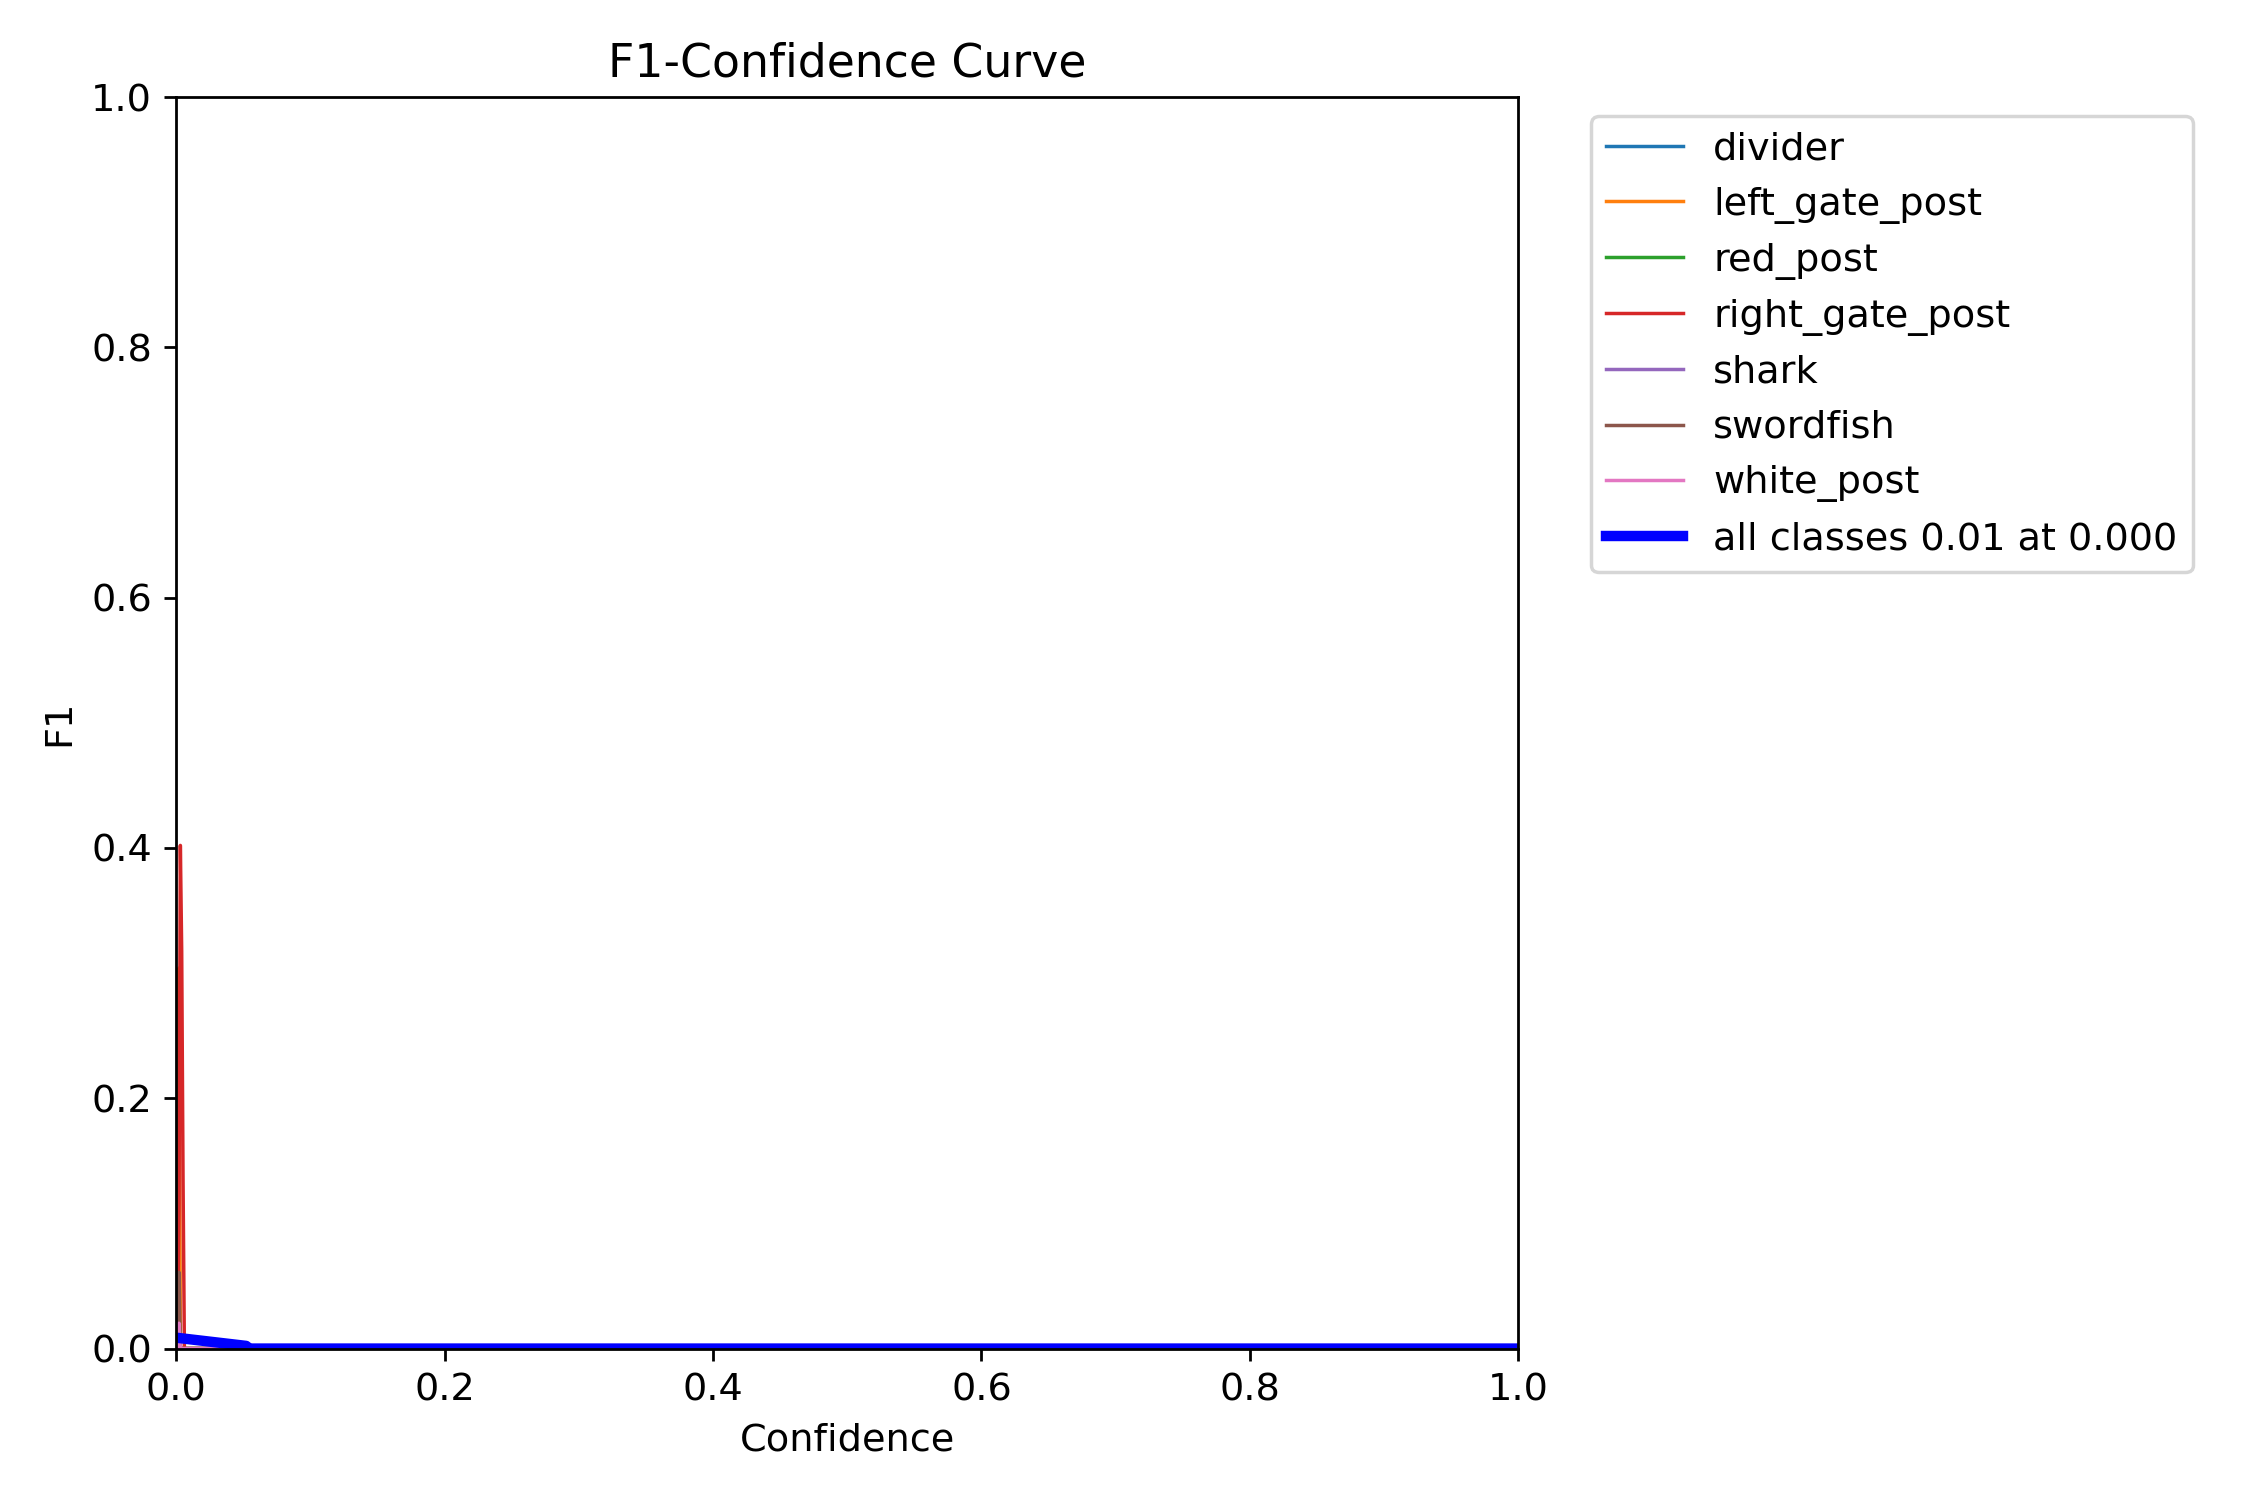 F1-Confidence Curve
1.0
0.8
0.6
0.4
0.2
0.0
F1
0.0 0.2 0.4 0.6 0.8 1.0
Confidence
divider
left_gate_post
red_post
right_gate_post
shark
swordfish
white_post
all classes 0.01 at 0.000